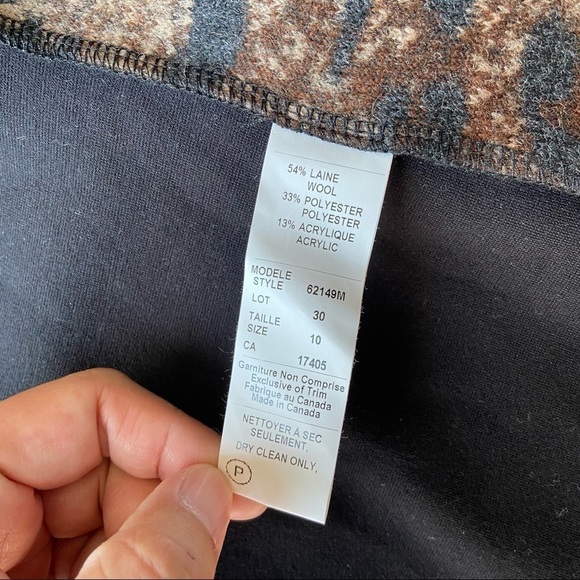 54% LAINE
WOOL
33% POLYESTER
POLYESTER
13% ACRYLIQUE
ACRYLIC
MODELE
STYLE 62149M
LOT 30
TAILLE
SIZE 10
CA 17405
Garniture Non Comprise
Exclusive of Trim
Fabrique au Canada
Made in Canada
NETTOYER À SEC
SEULEMENT,
DRY CLEAN ONLY,
P